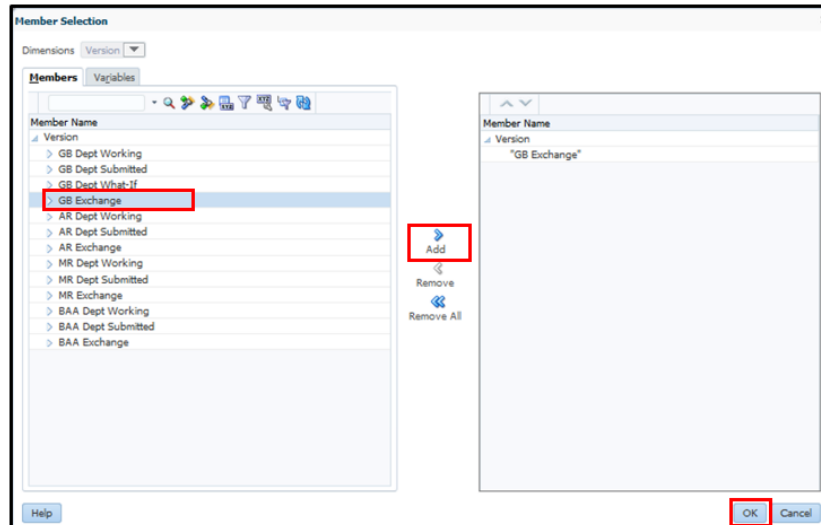 Member Selection
Dimensions Version
Members Variables
Member Name
Version
GB Dept Working
GB Dept Submitted
GB Dept What-If
GB Exchange
AR Dept Working
AR Dept Submitted
AR Exchange
MR Dept Working
MR Dept Submitted
MR Exchange
BAA Dept Working
BAA Dept Submitted
BAA Exchange
Add
Remove
Remove All
Member Name
Version
"GB Exchange"
Help
OK Cancel